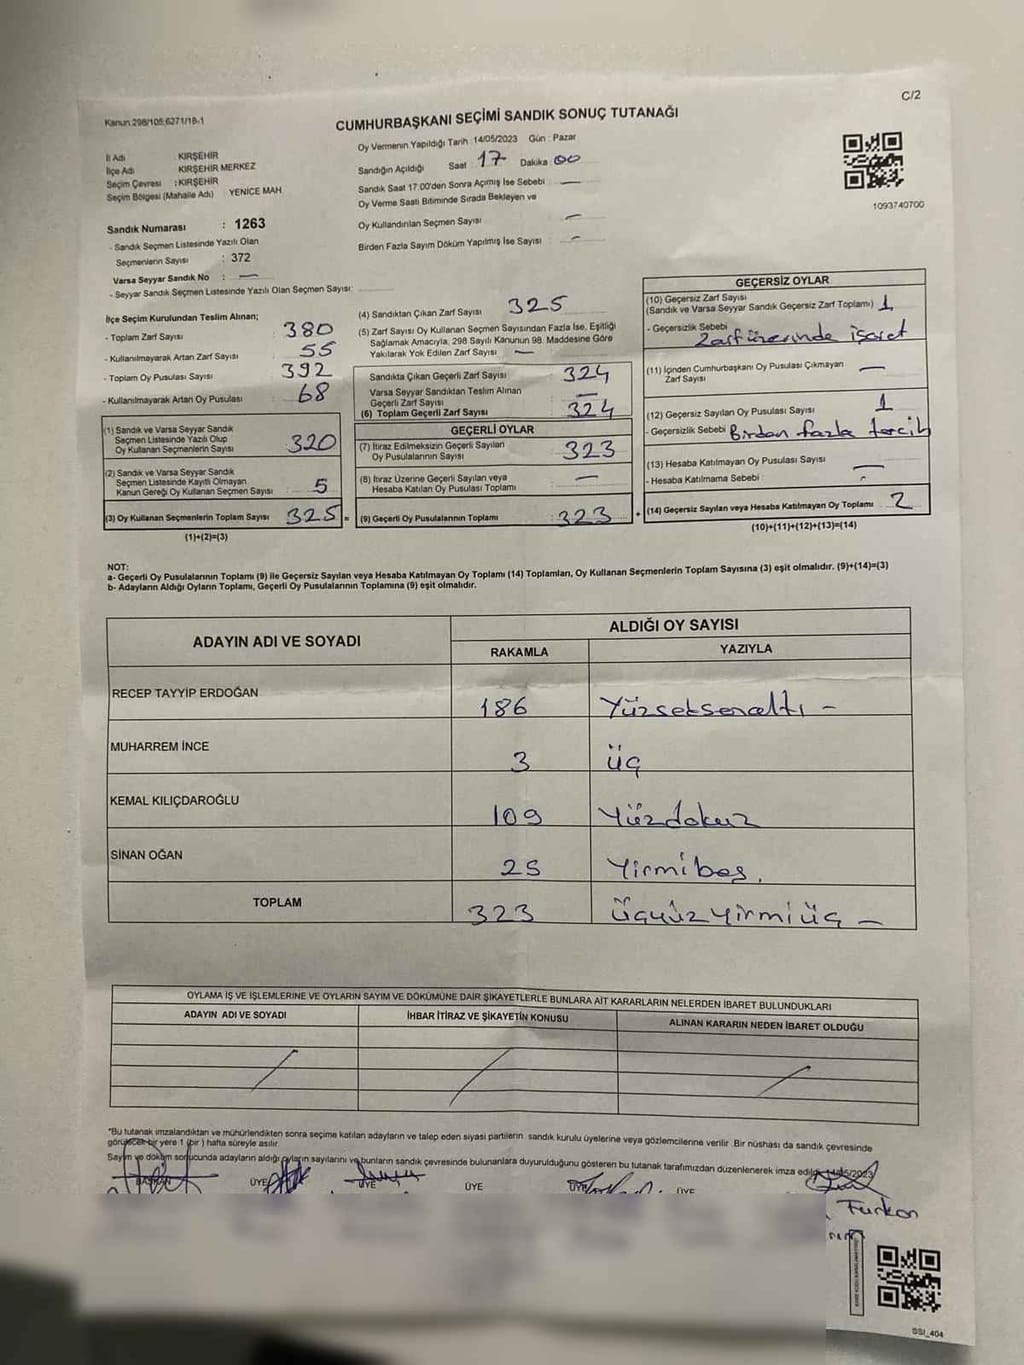 C/2
Kanun:298/105;6271/18-1
CUMHURBAŞKANI SEÇİMİ SANDIK SONUÇ TUTANAĞI
İl Adı KIRŞEHİR
İlçe Adı KIRŞEHİR MERKEZ
Seçim Çevresi : KIRŞEHİR
Seçim Bölgesi (Mahalle Adı) YENİCE MAH
Sandık Numarası : 1263
- Sandık Seçmen Listesinde Yazılı Olan
Seçmenlerin Sayısı : 372
Varsa Seyyar Sandık No : —
- Seyyar Sandık Seçmen Listesinde Yazılı Olan Seçmen Sayısı:
Oy Vermenin Yapıldığı Tarih :14/05/2023 Gün : Pazar
Sandığın Açıldığı Saat 17 Dakika 00
Sandık Saat 17:00'den Sonra Açımış İse Sebebi —
Oy Verme Saati Bitiminde Sırada Bekleyen ve
Oy Kullandırılan Seçmen Sayısı —
Birden Fazla Sayım Döküm Yapılmış İse Sayısı —
1093740700
İlçe Seçim Kurulundan Teslim Alınan;
- Toplam Zarf Sayısı 380
- Kullanılmayarak Artan Zarf Sayısı 55
- Toplam Oy Pusulası Sayısı 392
- Kullanılmayarak Artan Oy Pusulası 68
(1) Sandık ve Varsa Seyyar Sandık
Seçmen Listesinde Yazılı Olup
Oy Kullanan Seçmenlerin Sayısı 320
(2) Sandık ve Varsa Seyyar Sandık
Seçmen Listesinde Kayıtlı Olmayan
Kanun Gereği Oy Kullanan Seçmen Sayısı 5
(3) Oy Kullanan Seçmenlerin Toplam Sayısı 325 =
(1)+(2)=(3)
(4) Sandıktan Çıkan Zarf Sayısı 325
(5) Zarf Sayısı Oy Kullanan Seçmen Sayısından Fazla İse, Eşitliği
Sağlamak Amacıyla, 298 Sayılı Kanunun 98. Maddesine Göre
Yakılarak Yok Edilen Zarf Sayısı —
Sandıkta Çıkan Geçerli Zarf Sayısı 324
Varsa Seyyar Sandıktan Teslim Alınan
Geçerli Zarf Sayısı —
(6) Toplam Geçerli Zarf Sayısı 324
GEÇERLİ OYLAR
(7) İtiraz Edilmeksizin Geçerli Sayılan
Oy Pusulalarının Sayısı 323
(8) İtiraz Üzerine Geçerli Sayılan veya
Hesaba Katılan Oy Pusulası Toplamı —
(9) Geçerli Oy Pusulalarının Toplamı 323 +
GEÇERSİZ OYLAR
(10) Geçersiz Zarf Sayısı
(Sandık ve Varsa Seyyar Sandık Geçersiz Zarf Toplamı) 1
- Geçersizlik Sebebi Zarf üzerinde işaret
(11) İçinden Cumhurbaşkanı Oy Pusulası Çıkmayan
Zarf Sayısı —
(12) Geçersiz Sayılan Oy Pusulası Sayısı 1
- Geçersizlik Sebebi Birden fazla tercih
(13) Hesaba Katılmayan Oy Pusulası Sayısı —
- Hesaba Katılmama Sebebi -
(14) Geçersiz Sayılan veya Hesaba Katılmayan Oy Toplamı 2
(10)+(11)+(12)+(13)=(14)
NOT:
a- Geçerli Oy Pusulalarının Toplamı (9) ile Geçersiz Sayılan veya Hesaba Katılmayan Oy Toplamı (14) Toplamları, Oy Kullanan Seçmenlerin Toplam Sayısına (3) eşit olmalıdır. (9)+(14)=(3)
b- Adayların Aldığı Oyların Toplamı, Geçerli Oy Pusulalarının Toplamına (9) eşit olmalıdır.
ADAYIN ADI VE SOYADI ALDIĞI OY SAYISI
RAKAMLA YAZIYLA
RECEP TAYYİP ERDOĞAN 186 Yüzseksenaltı -
MUHARREM İNCE 3 üç
KEMAL KILIÇDAROĞLU 109 Yüzdokuz
SİNAN OĞAN 25 Yirmibeş.
TOPLAM 323 Üçyüzyirmiüç -
OYLAMA İŞ VE İŞLEMLERİNE VE OYLARIN SAYIM VE DÖKÜMÜNE DAİR ŞİKAYETLERLE BUNLARA AİT KARARLARIN NELERDEN İBARET BULUNDUKLARI
ADAYIN ADI VE SOYADI İHBAR İTİRAZ VE ŞİKAYETİN KONUSU ALINAN KARARIN NEDEN İBARET OLDUĞU
*Bu tutanak imzalandıktan ve mühürlendikten sonra seçime katılan adayların ve talep eden siyasi partilerin sandık kurulu üyelerine veya gözlemcilerine verilir. Bir nüshası da sandık çevresinde
görülecek bir yere 1 (bir ) hafta süreyle asılır.
Sayım ve döküm sonucunda adayların aldığı oyların sayılarını ve bunların sandık çevresinde bulunanlara duyurulduğunu gösteren bu tutanak tarafımızdan düzenlenerek imza edildi. 14/05/2023
BAŞKAN ÜYE ÜYE ÜYE ÜYE ÜYE
Furkan
SSI_404